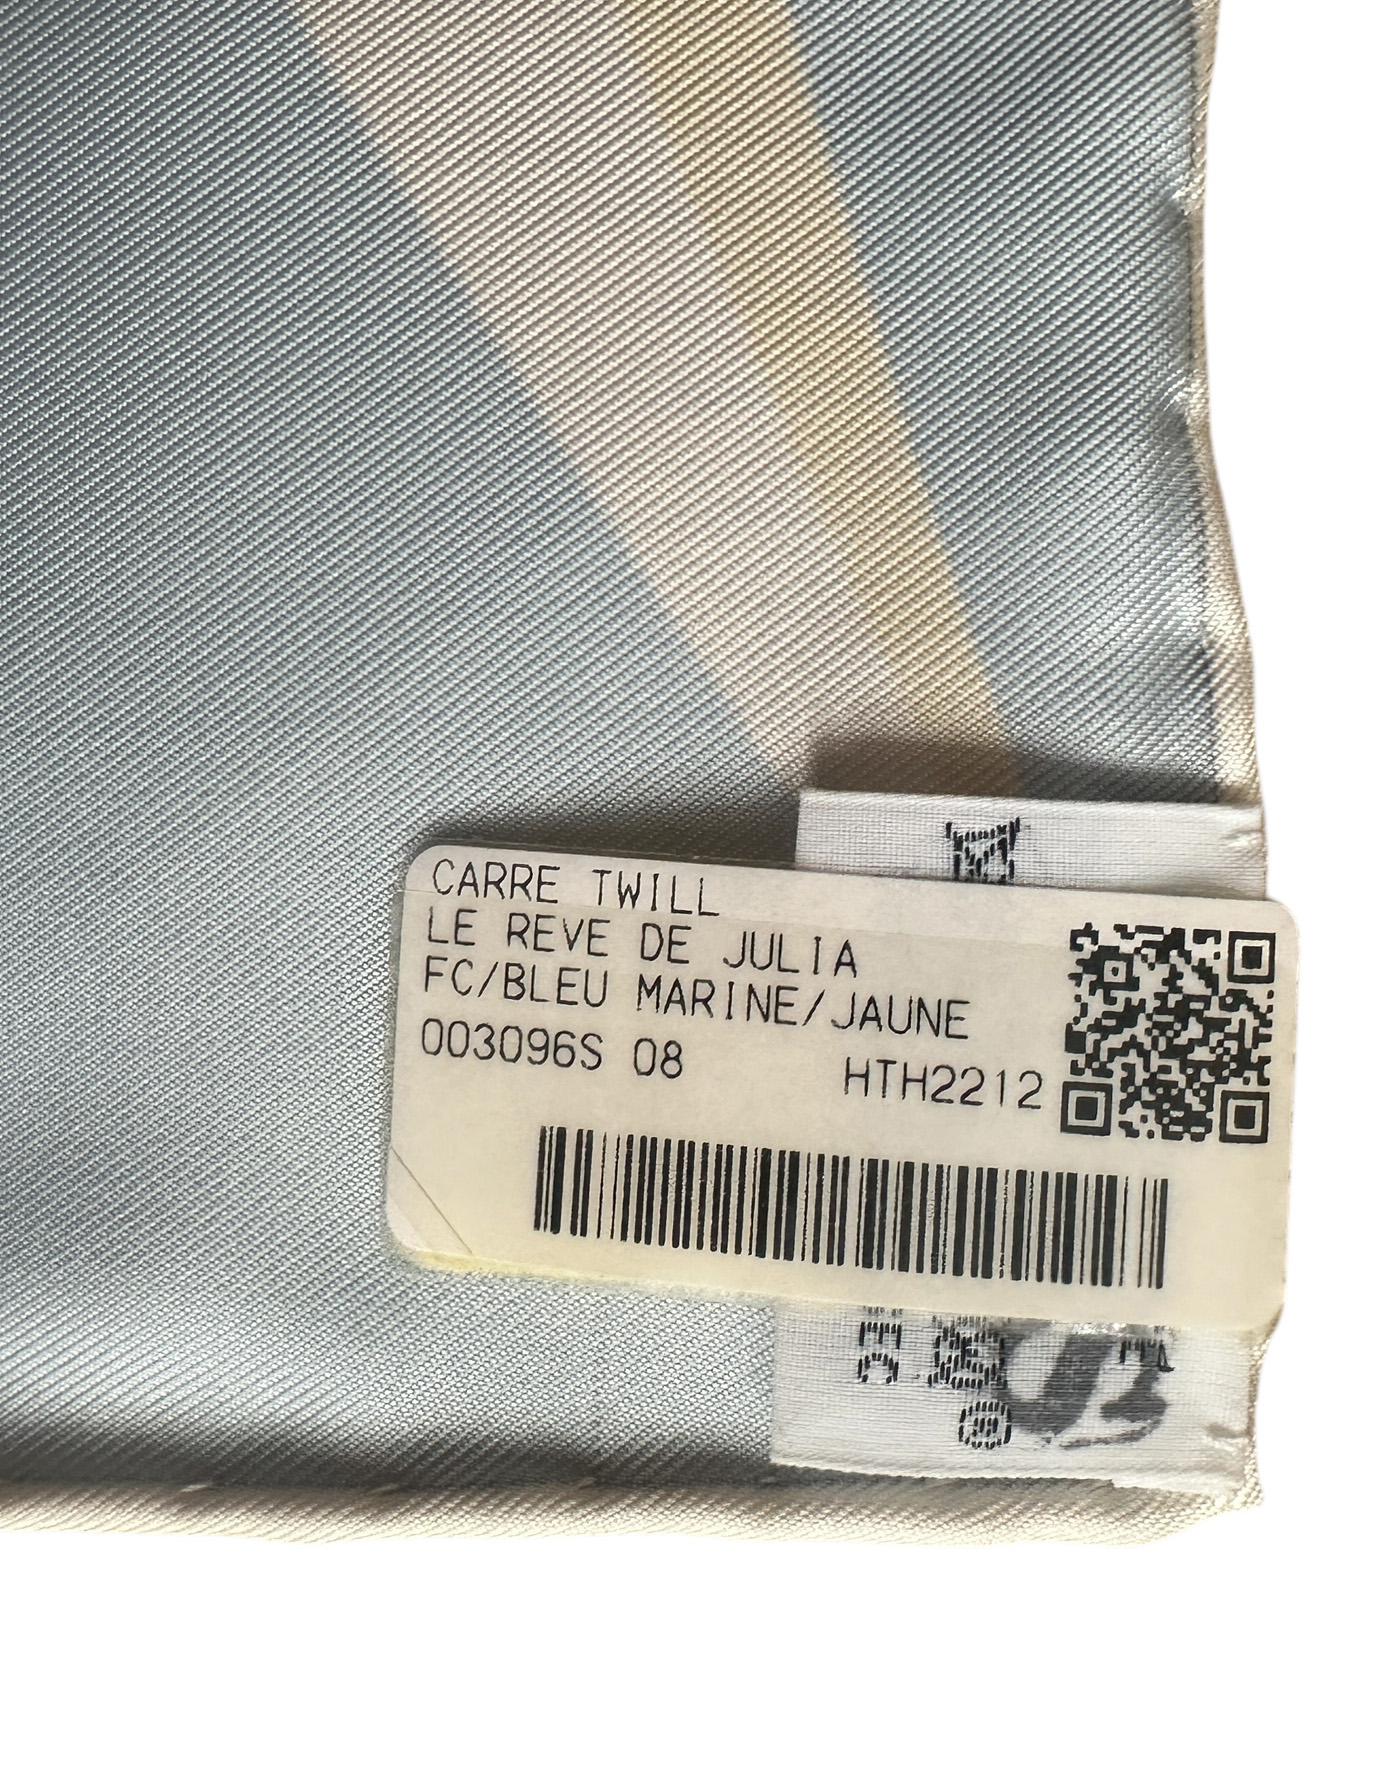 CARRE TWILL
LE REVE DE JULIA
FC/BLEU MARINE/JAUNE
003096S 08 HTH2212